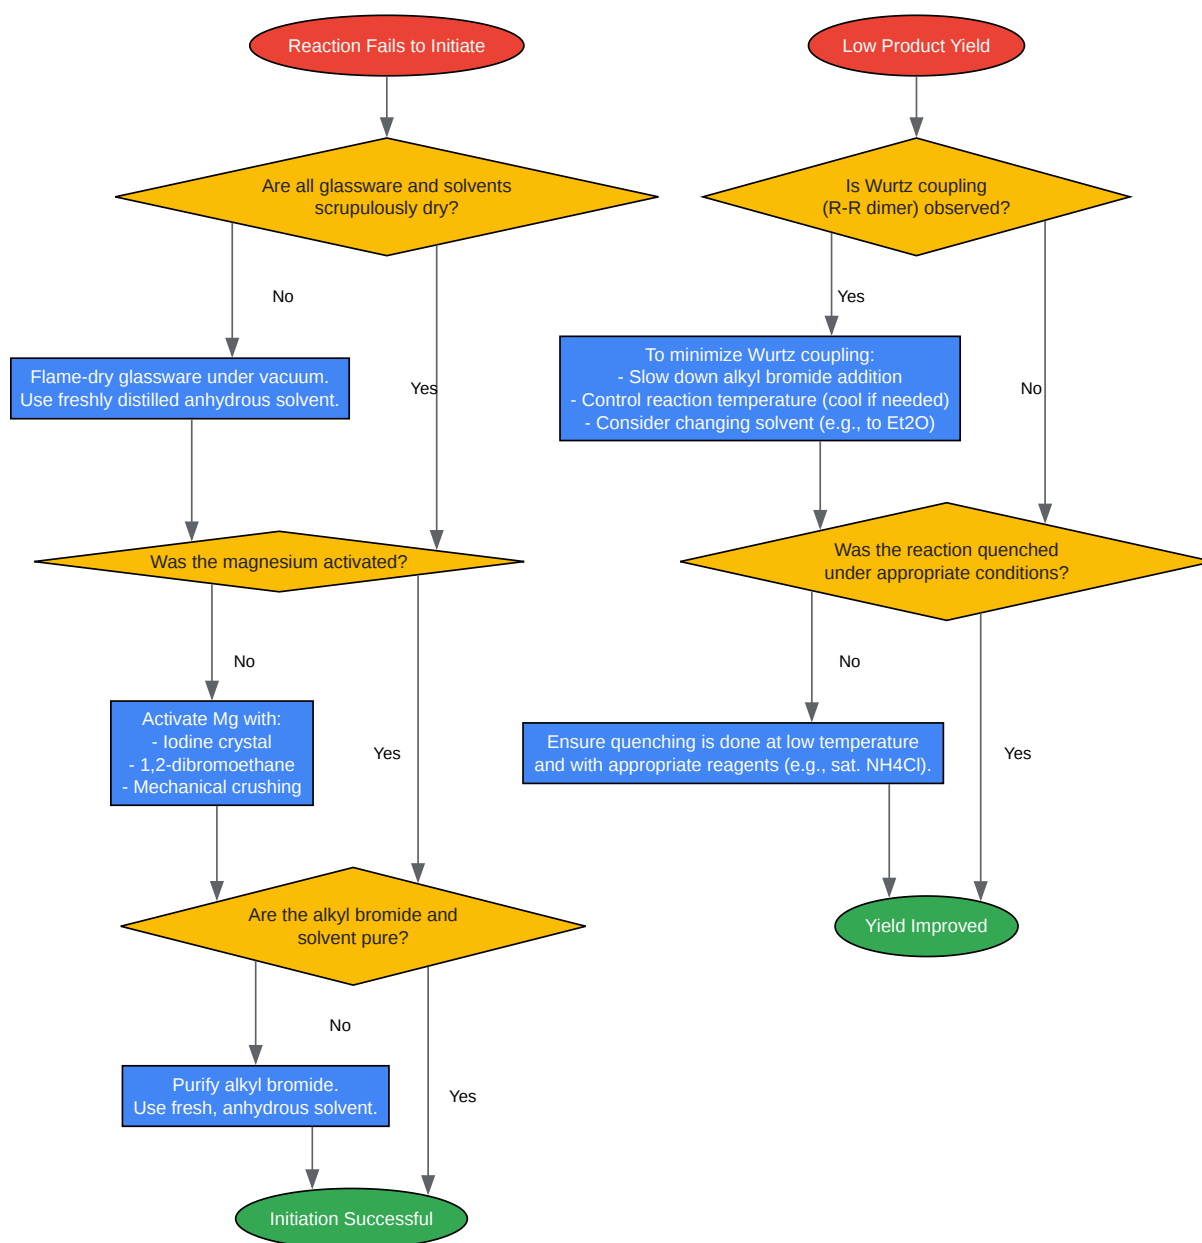 Reaction Fails to Initiate
Are all glassware and solvents
scrupulously dry?
No
Yes
Flame-dry glassware under vacuum.
Use freshly distilled anhydrous solvent.
Was the magnesium activated?
No
Yes
Activate Mg with:
- Iodine crystal
- 1,2-dibromoethane
- Mechanical crushing
Are the alkyl bromide and
solvent pure?
No
Yes
Purify alkyl bromide.
Use fresh, anhydrous solvent.
Initiation Successful
Low Product Yield
Is Wurtz coupling
(R-R dimer) observed?
Yes
No
To minimize Wurtz coupling:
- Slow down alkyl bromide addition
- Control reaction temperature (cool if needed)
- Consider changing solvent (e.g., to Et2O)
Was the reaction quenched
under appropriate conditions?
No
Yes
Ensure quenching is done at low temperature
and with appropriate reagents (e.g., sat. NH4Cl).
Yield Improved